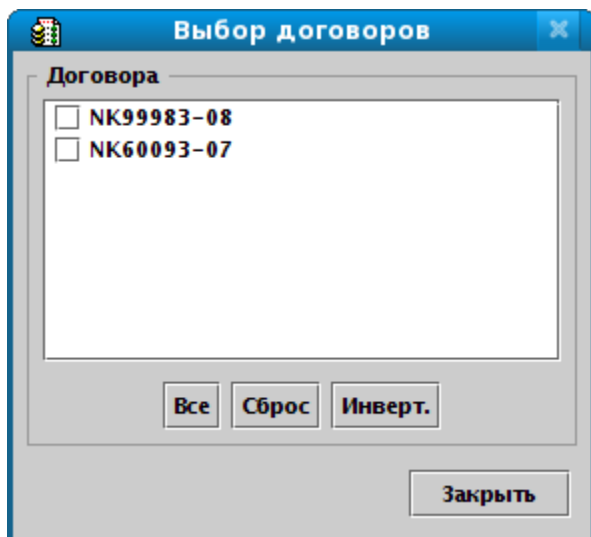 Выбор договоров
Договора
NK99983-08
NK60093-07
Все Сброс Инверт.
Закрыть